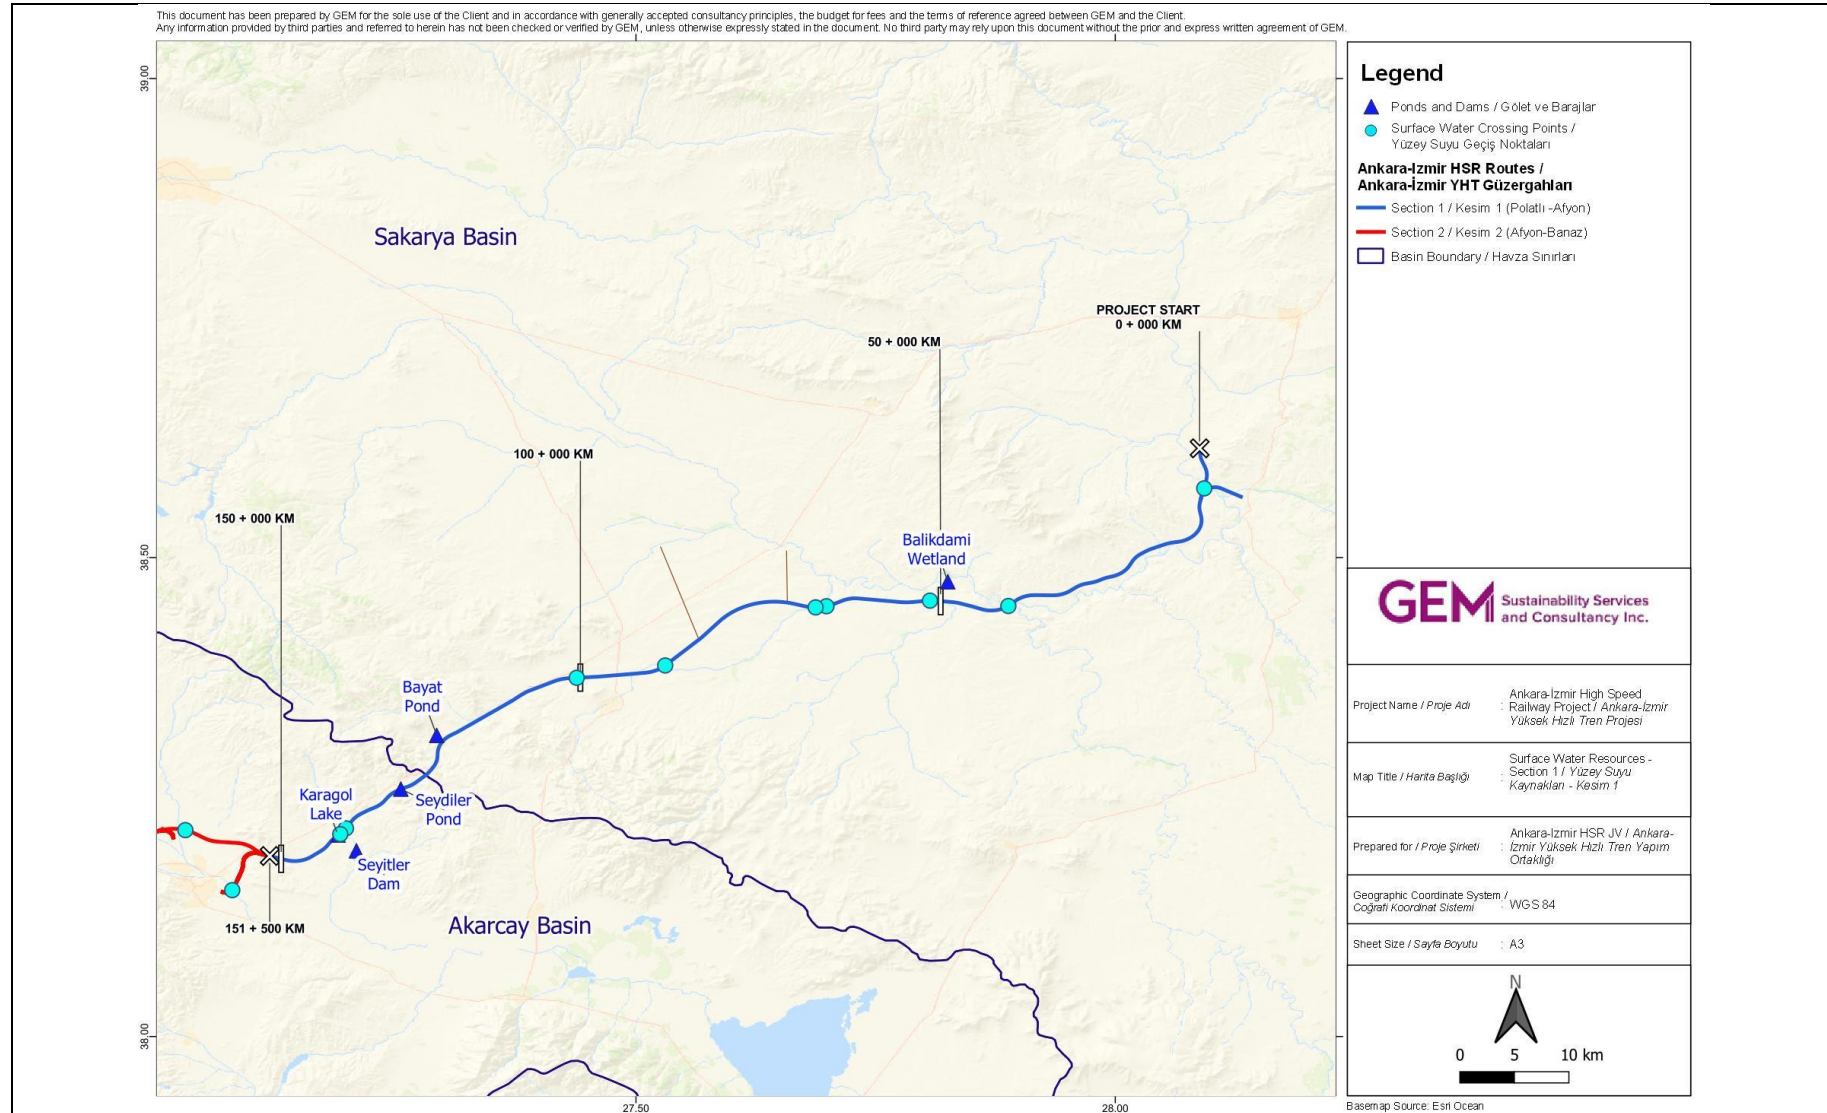 This document has been prepared by GEM for the sole use of the Client and in accordance with generally accepted consultancy principles, the budget for fees and the terms of reference agreed between GEM and the Client.
Any information provided by third parties and referred to herein has not been checked or verified by GEM, unless otherwise expressly stated in the document. No third party may rely upon this document without the prior and express written agreement of GEM.
39.00
38.50
38.00
27.50
28.00
Sakarya Basin
PROJECT START
0 + 000 KM
50 + 000 KM
100 + 000 KM
150 + 000 KM
Balikdami
Wetland
Bayat
Pond
Karagol
Lake
Seydiler
Pond
Seyitler
Dam
151 + 500 KM
Akarcay Basin
Legend
Ponds and Dams / Gölet ve Barajlar
Surface Water Crossing Points /
Yüzey Suyu Geçiş Noktaları
Ankara-Izmir HSR Routes /
Ankara-İzmir YHT Güzergahları
Section 1 / Kesim 1 (Polatlı -Afyon)
Section 2 / Kesim 2 (Afyon-Banaz)
Basin Boundary / Havza Sınırları
GEM Sustainability Services
and Consultancy Inc.
Project Name / Proje Adı : Ankara-İzmir High Speed
Railway Project / Ankara-İzmir
Yüksek Hızlı Tren Projesi
Map Title / Harita Başlığı : Surface Water Resources -
Section 1 / Yüzey Suyu
Kaynakları - Kesim 1
Prepared for / Proje Şirketi : Ankara-Izmir HSR JV / Ankara-
İzmir Yüksek Hızlı Tren Yapım
Ortaklığı
Geographic Coordinate System /
Coğrafi Koordinat Sistemi : WGS 84
Sheet Size / Sayfa Boyutu : A3
N
0 5 10 km
Basemap Source: Esri Ocean